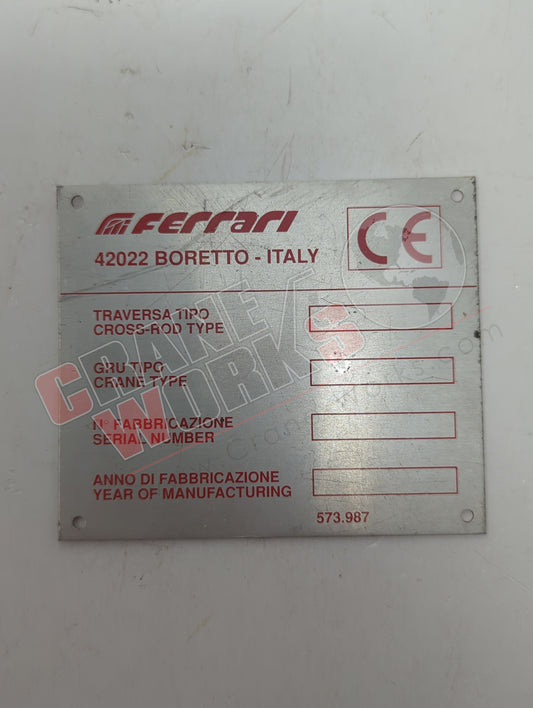 Ferrari
CE
42022 BORETTO - ITALY
TRAVERSA TIPO
CROSS-ROD TYPE
GRU TIPO
CRANE TYPE
N° FABBRICAZIONE
SERIAL NUMBER
ANNO DI FABBRICAZIONE
YEAR OF MANUFACTURING
573.987
CRANE
WORKS